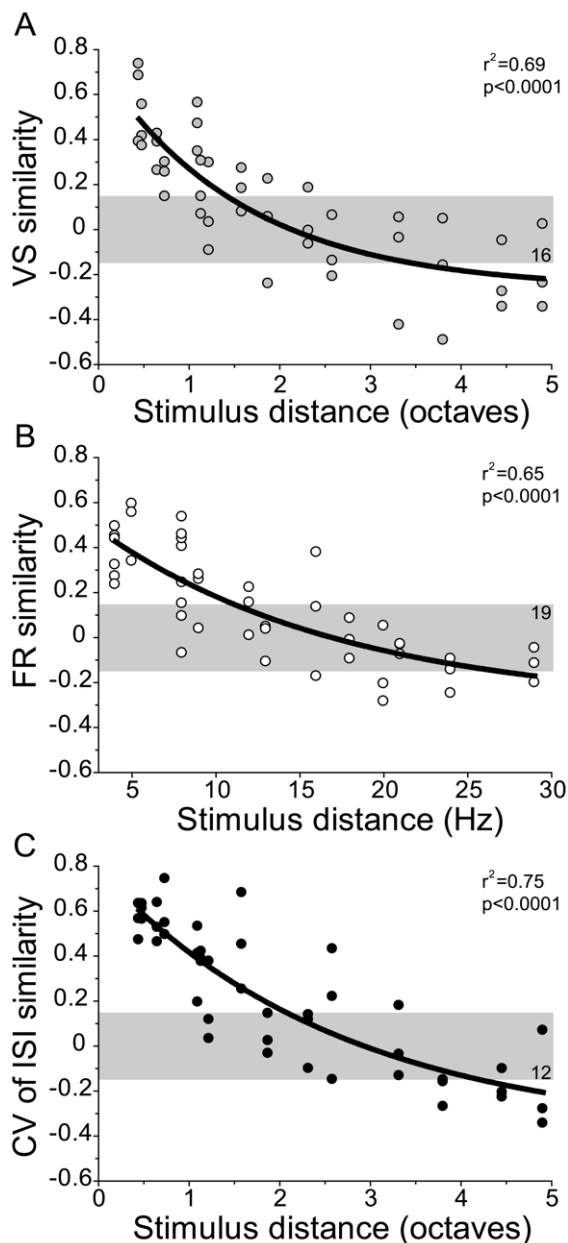 A
0.8
0.6
0.4
0.2
0
-0.2
-0.4
-0.6
VS similarity
r²=0.69
p<0.0001
16
0 1 2 3 4 5
Stimulus distance (octaves)
B
0.8
0.6
0.4
0.2
0
-0.2
-0.4
-0.6
FR similarity
r²=0.65
p<0.0001
19
5 10 15 20 25 30
Stimulus distance (Hz)
C
0.8
0.6
0.4
0.2
0
-0.2
-0.4
-0.6
CV of ISI similarity
r²=0.75
p<0.0001
12
0 1 2 3 4 5
Stimulus distance (octaves)